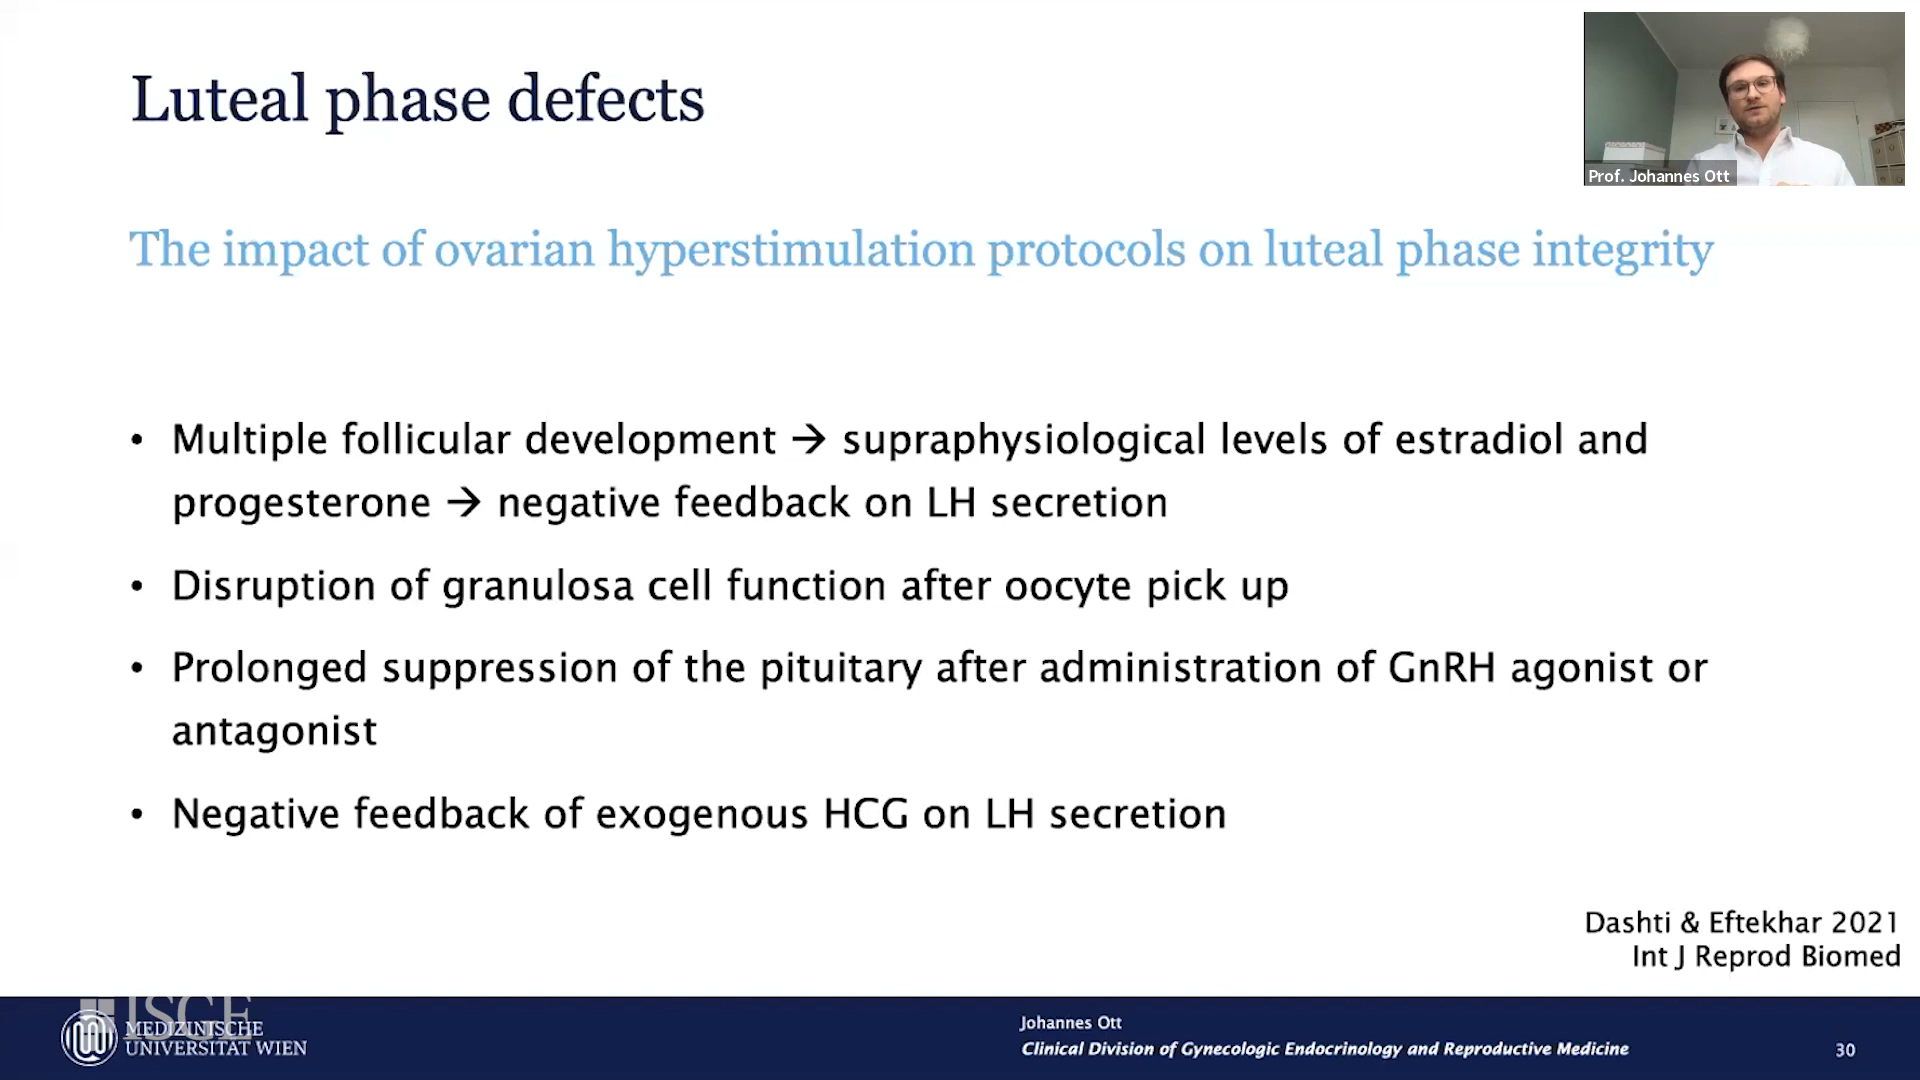 Luteal phase defects
Prof. Johannes Ott
The impact of ovarian hyperstimulation protocols on luteal phase integrity
• Multiple follicular development → supraphysiological levels of estradiol and
progesterone → negative feedback on LH secretion
• Disruption of granulosa cell function after oocyte pick up
• Prolonged suppression of the pituitary after administration of GnRH agonist or
antagonist
• Negative feedback of exogenous HCG on LH secretion
Dashti & Eftekhar 2021
Int J Reprod Biomed
ISGE
MEDIZINISCHE
UNIVERSITÄT WIEN
Johannes Ott
Clinical Division of Gynecologic Endocrinology and Reproductive Medicine
30